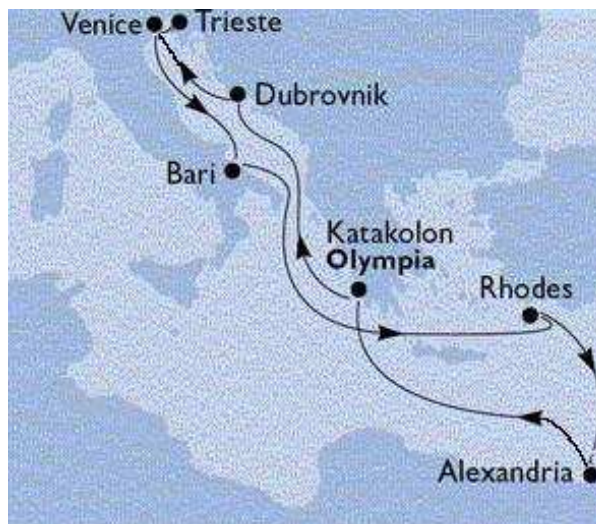 Venice
Trieste
Dubrovnik
Bari
Katakolon
Olympia
Rhodes
Alexandria